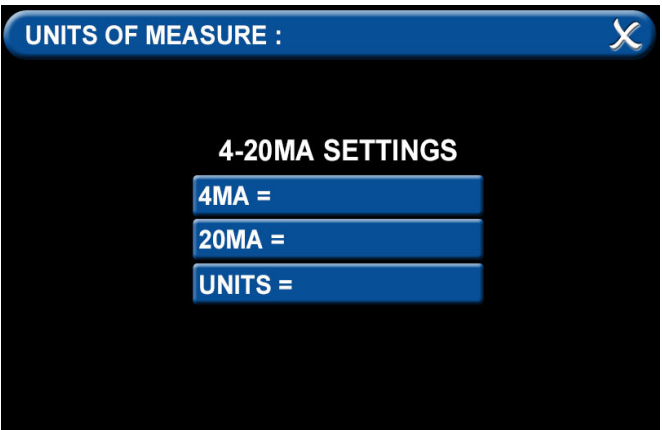 UNITS OF MEASURE :
4-20MA SETTINGS
4MA =
20MA =
UNITS =